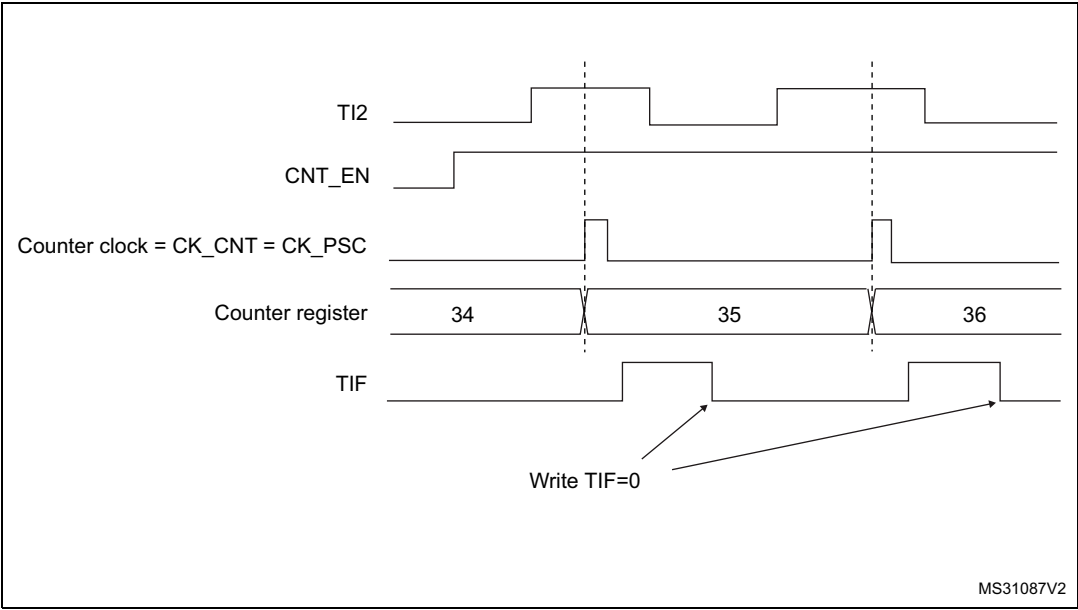 TI2
CNT_EN
Counter clock = CK_CNT = CK_PSC
Counter register
34
35
36
TIF
Write TIF=0
MS31087V2